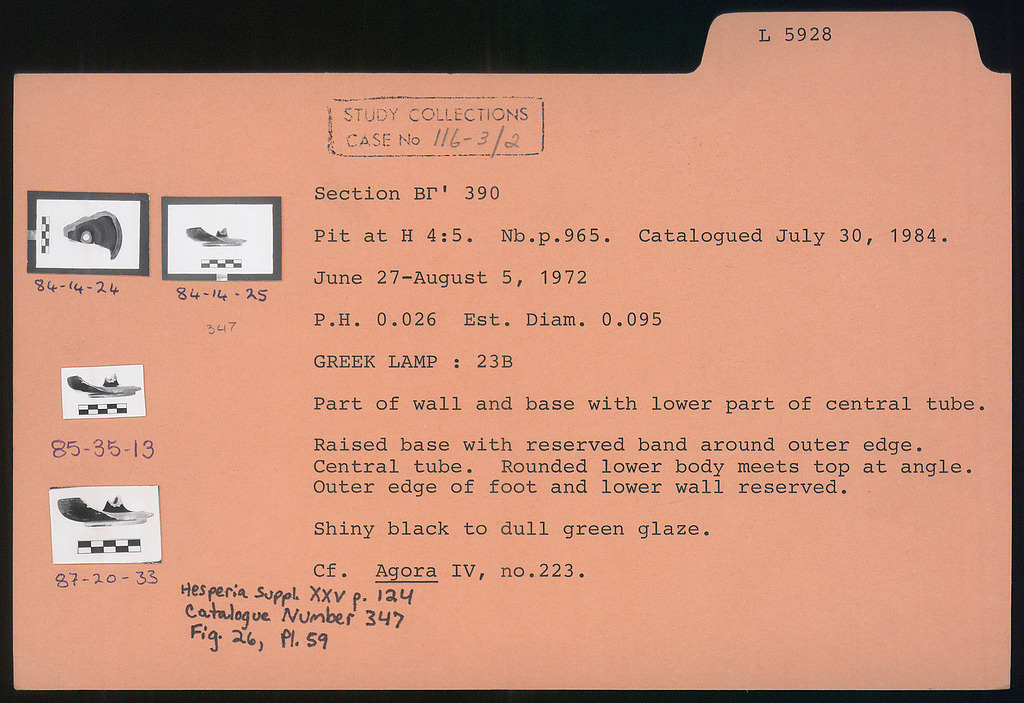 L 5928
STUDY COLLECTIONS
CASE No 116-3/2
Section ΒΓ' 390
Pit at H 4:5. Nb.p.965. Catalogued July 30, 1984.
June 27-August 5, 1972
P.H. 0.026 Est. Diam. 0.095
GREEK LAMP : 23B
Part of wall and base with lower part of central tube.
Raised base with reserved band around outer edge.
Central tube. Rounded lower body meets top at angle.
Outer edge of foot and lower wall reserved.
Shiny black to dull green glaze.
Cf. Agora IV, no.223.
84-14-24
84-14-25
347
85-35-13
87-20-33
Hesperia Suppl. XXV p. 124
Catalogue Number 347
Fig. 26, Pl. 59